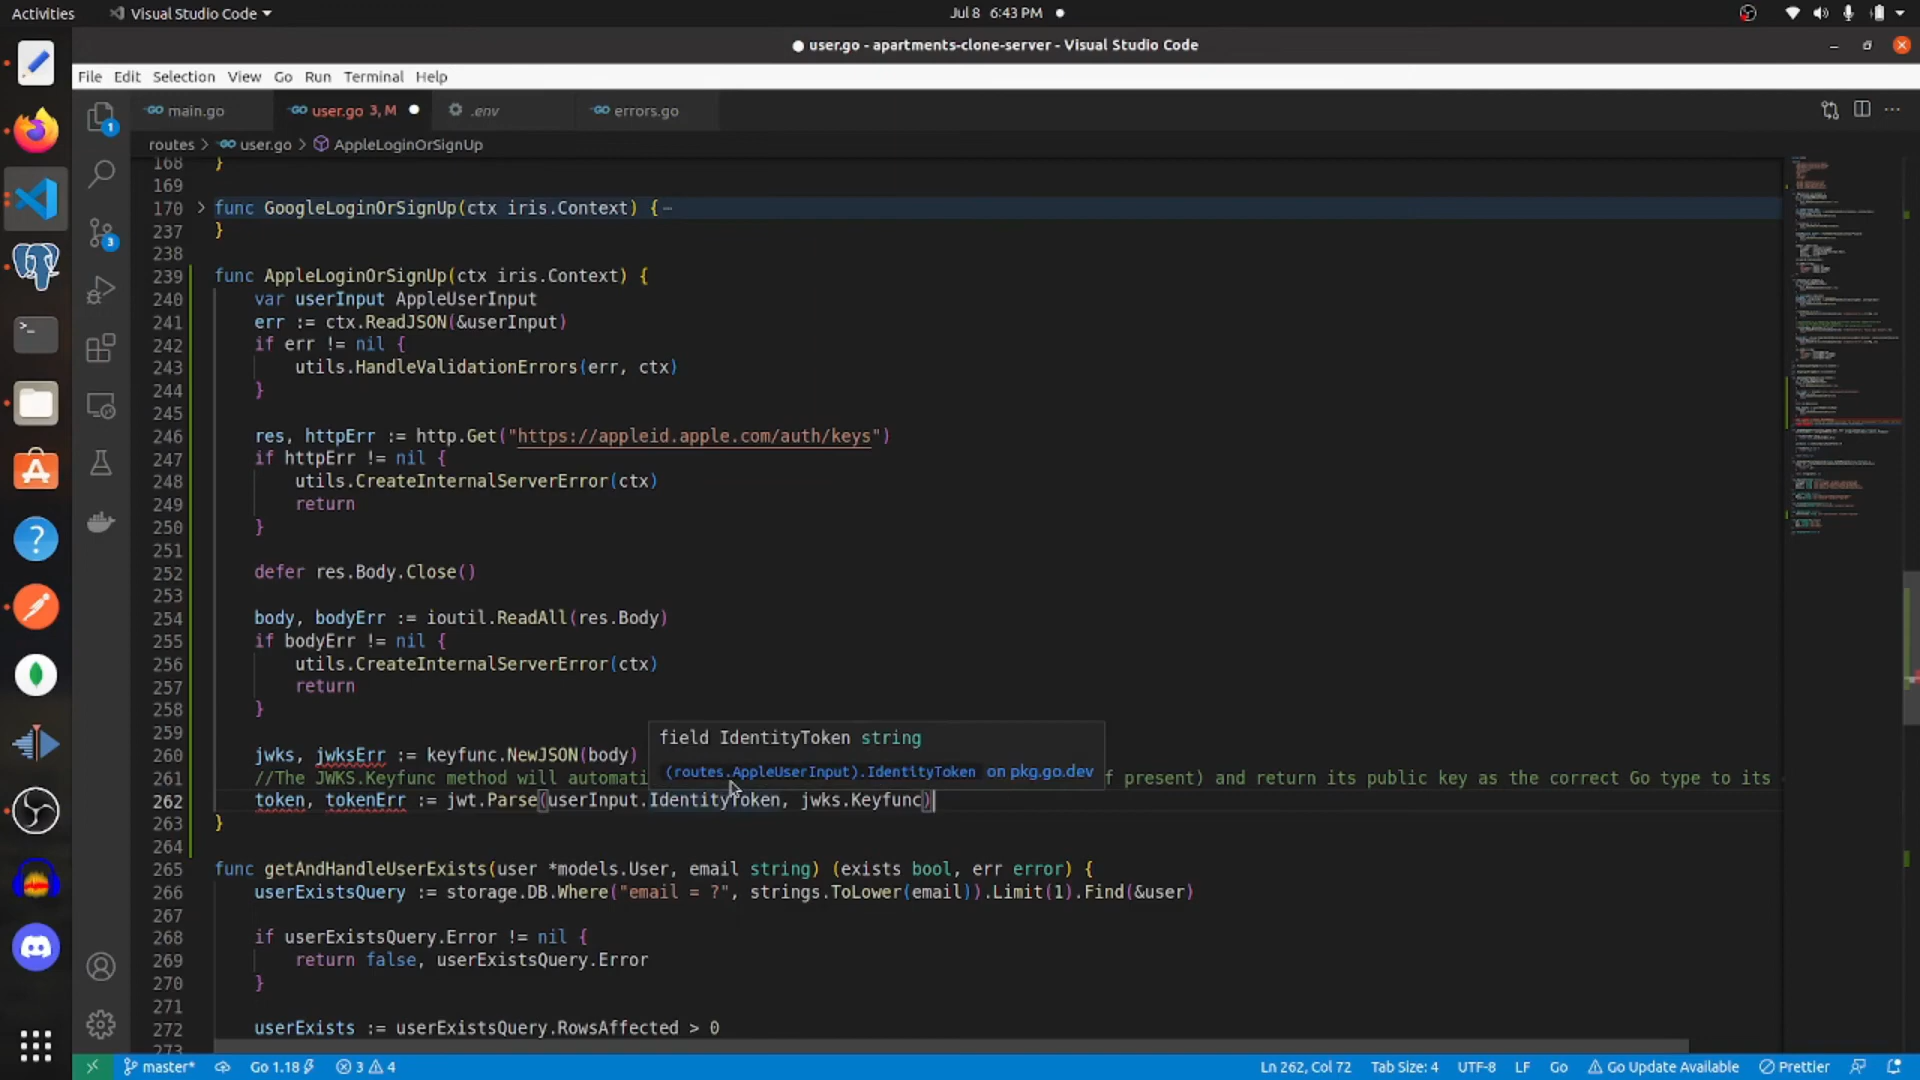 Activities
Visual Studio Code
Jul 8 6:43 PM
user.go - apartments-clone-server - Visual Studio Code
File Edit Selection View Go Run Terminal Help
main.go
user.go 3, M
.env
errors.go
routes > user.go > AppleLoginOrSignUp
168 }
169
170 func GoogleLoginOrSignUp(ctx iris.Context) {
237 }
238
239 func AppleLoginOrSignUp(ctx iris.Context) {
240 var userInput AppleUserInput
241 err := ctx.ReadJSON(&userInput)
242 if err != nil {
243 utils.HandleValidationErrors(err, ctx)
244 }
245
246 res, httpErr := http.Get("https://appleid.apple.com/auth/keys")
247 if httpErr != nil {
248 utils.CreateInternalServerError(ctx)
249 return
250 }
251
252 defer res.Body.Close()
253
254 body, bodyErr := ioutil.ReadAll(res.Body)
255 if bodyErr != nil {
256 utils.CreateInternalServerError(ctx)
257 return
258 }
259
field IdentityToken string
(routes.AppleUserInput).IdentityToken on pkg.go.dev
260 jwks, jwksErr := keyfunc.NewJSON(body)
261 //The JWKS.Keyfunc method will automati f present) and return its public key as the correct Go type to its
262 token, tokenErr := jwt.Parse(userInput.IdentityToken, jwks.Keyfunc)
263 }
264
265 func getAndHandleUserExists(user *models.User, email string) (exists bool, err error) {
266 userExistsQuery := storage.DB.Where("email = ?", strings.ToLower(email)).Limit(1).Find(&user)
267
268 if userExistsQuery.Error != nil {
269 return false, userExistsQuery.Error
270 }
271
272 userExists := userExistsQuery.RowsAffected > 0
273
1
3
master*
Go 1.18
3
4
Ln 262, Col 72
Tab Size: 4
UTF-8
LF
Go
Go Update Available
Prettier